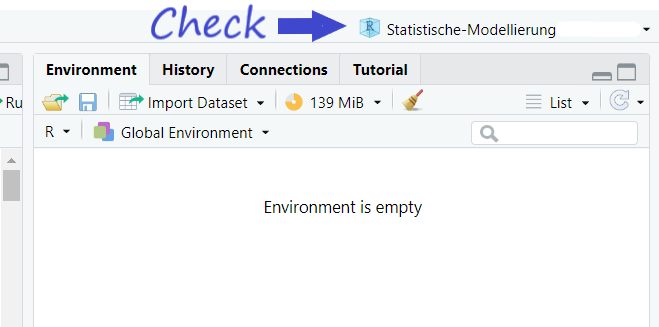 Check
Statistische-Modellierung
Environment History Connections Tutorial
Ru Import Dataset 139 MiB List
R Global Environment
Environment is empty